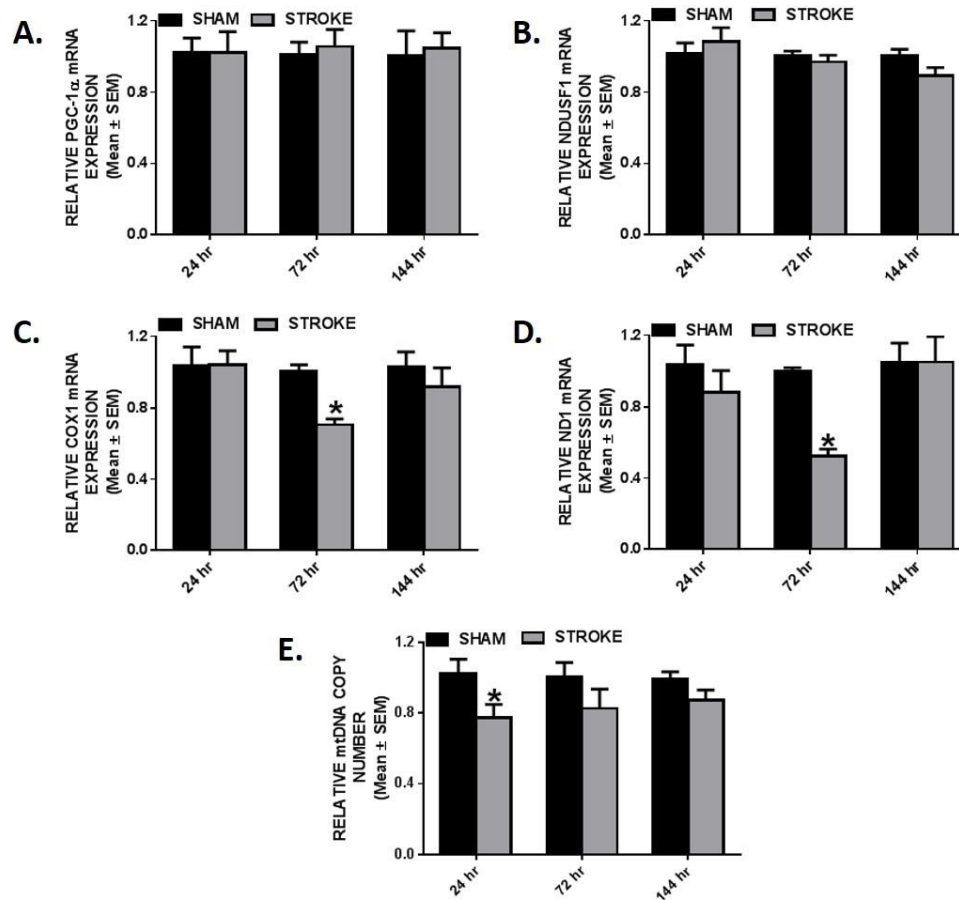 A.
SHAM STROKE
RELATIVE PGC-1α mRNA
EXPRESSION
(Mean ± SEM)
1.2
0.8
0.4
0.0
24 hr
72 hr
144 hr
B.
SHAM STROKE
RELATIVE NDUSF1 mRNA
EXPRESSION
(Mean ± SEM)
1.2
0.8
0.4
0.0
24 hr
72 hr
144 hr
C.
SHAM STROKE
RELATIVE COX1 mRNA
EXPRESSION
(Mean ± SEM)
1.2
0.8
0.4
0.0
*
24 hr
72 hr
144 hr
D.
SHAM STROKE
RELATIVE ND1 mRNA
EXPRESSION
(Mean ± SEM)
1.2
0.8
0.4
0.0
*
24 hr
72 hr
144 hr
E.
SHAM STROKE
RELATIVE mtDNA COPY
NUMBER
(Mean ± SEM)
1.2
0.8
0.4
0.0
*
24 hr
72 hr
144 hr